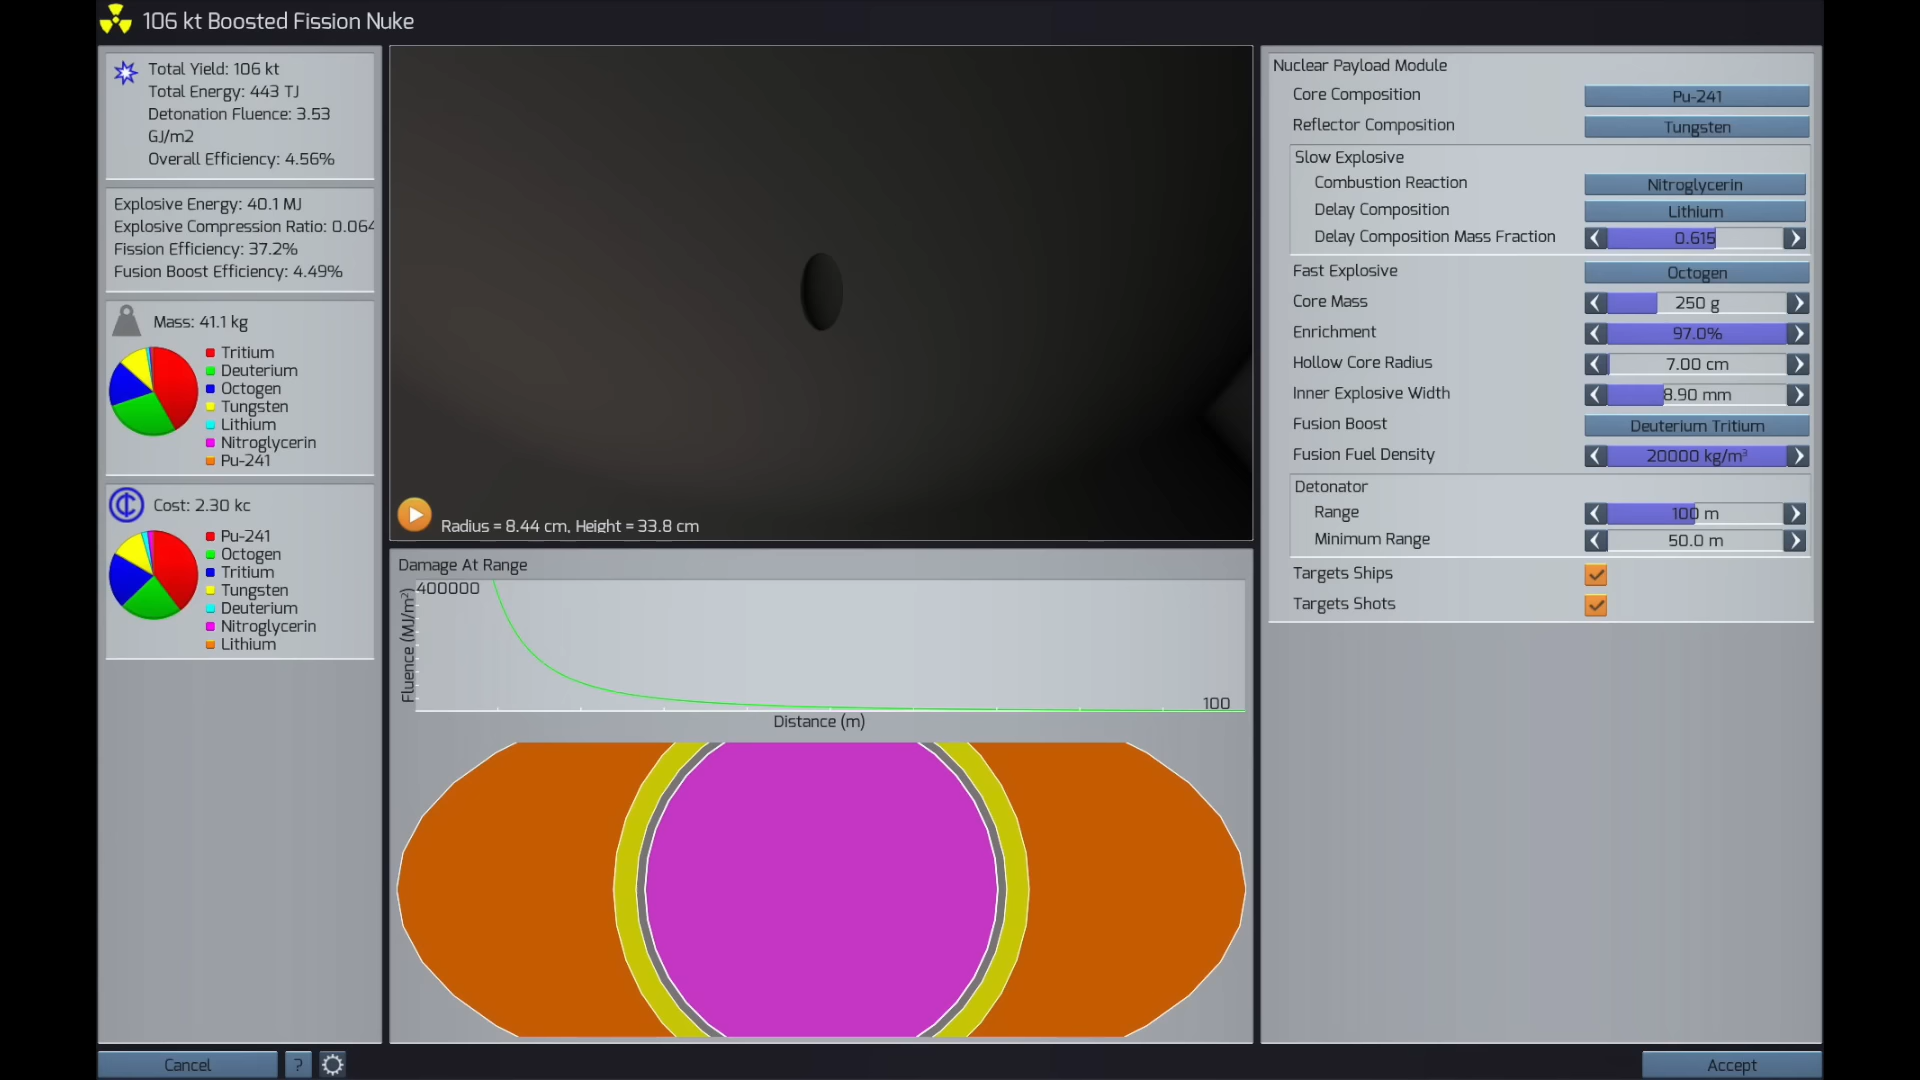 106 kt Boosted Fission Nuke
Total Yield: 106 kt
Total Energy: 443 TJ
Detonation Fluence: 3.53
GJ/m2
Overall Efficiency: 4.56%
Explosive Energy: 40.1 MJ
Explosive Compression Ratio: 0.064
Fission Efficiency: 37.2%
Fusion Boost Efficiency: 4.49%
Mass: 41.1 kg
Tritium
Deuterium
Octogen
Tungsten
Lithium
Nitroglycerin
Pu-241
Cost: 2.30 kc
Pu-241
Octogen
Tritium
Tungsten
Deuterium
Nitroglycerin
Lithium
Radius = 8.44 cm, Height = 33.8 cm
Damage At Range
400000
Fluence (MJ/m²)
100
Distance (m)
Nuclear Payload Module
Core Composition Pu-241
Reflector Composition Tungsten
Slow Explosive
Combustion Reaction Nitroglycerin
Delay Composition Lithium
Delay Composition Mass Fraction 0.615
Fast Explosive Octogen
Core Mass 250 g
Enrichment 97.0%
Hollow Core Radius 7.00 cm
Inner Explosive Width 8.90 mm
Fusion Boost Deuterium Tritium
Fusion Fuel Density 20000 kg/m³
Detonator
Range 100 m
Minimum Range 50.0 m
Targets Ships
Targets Shots
Cancel ? Accept